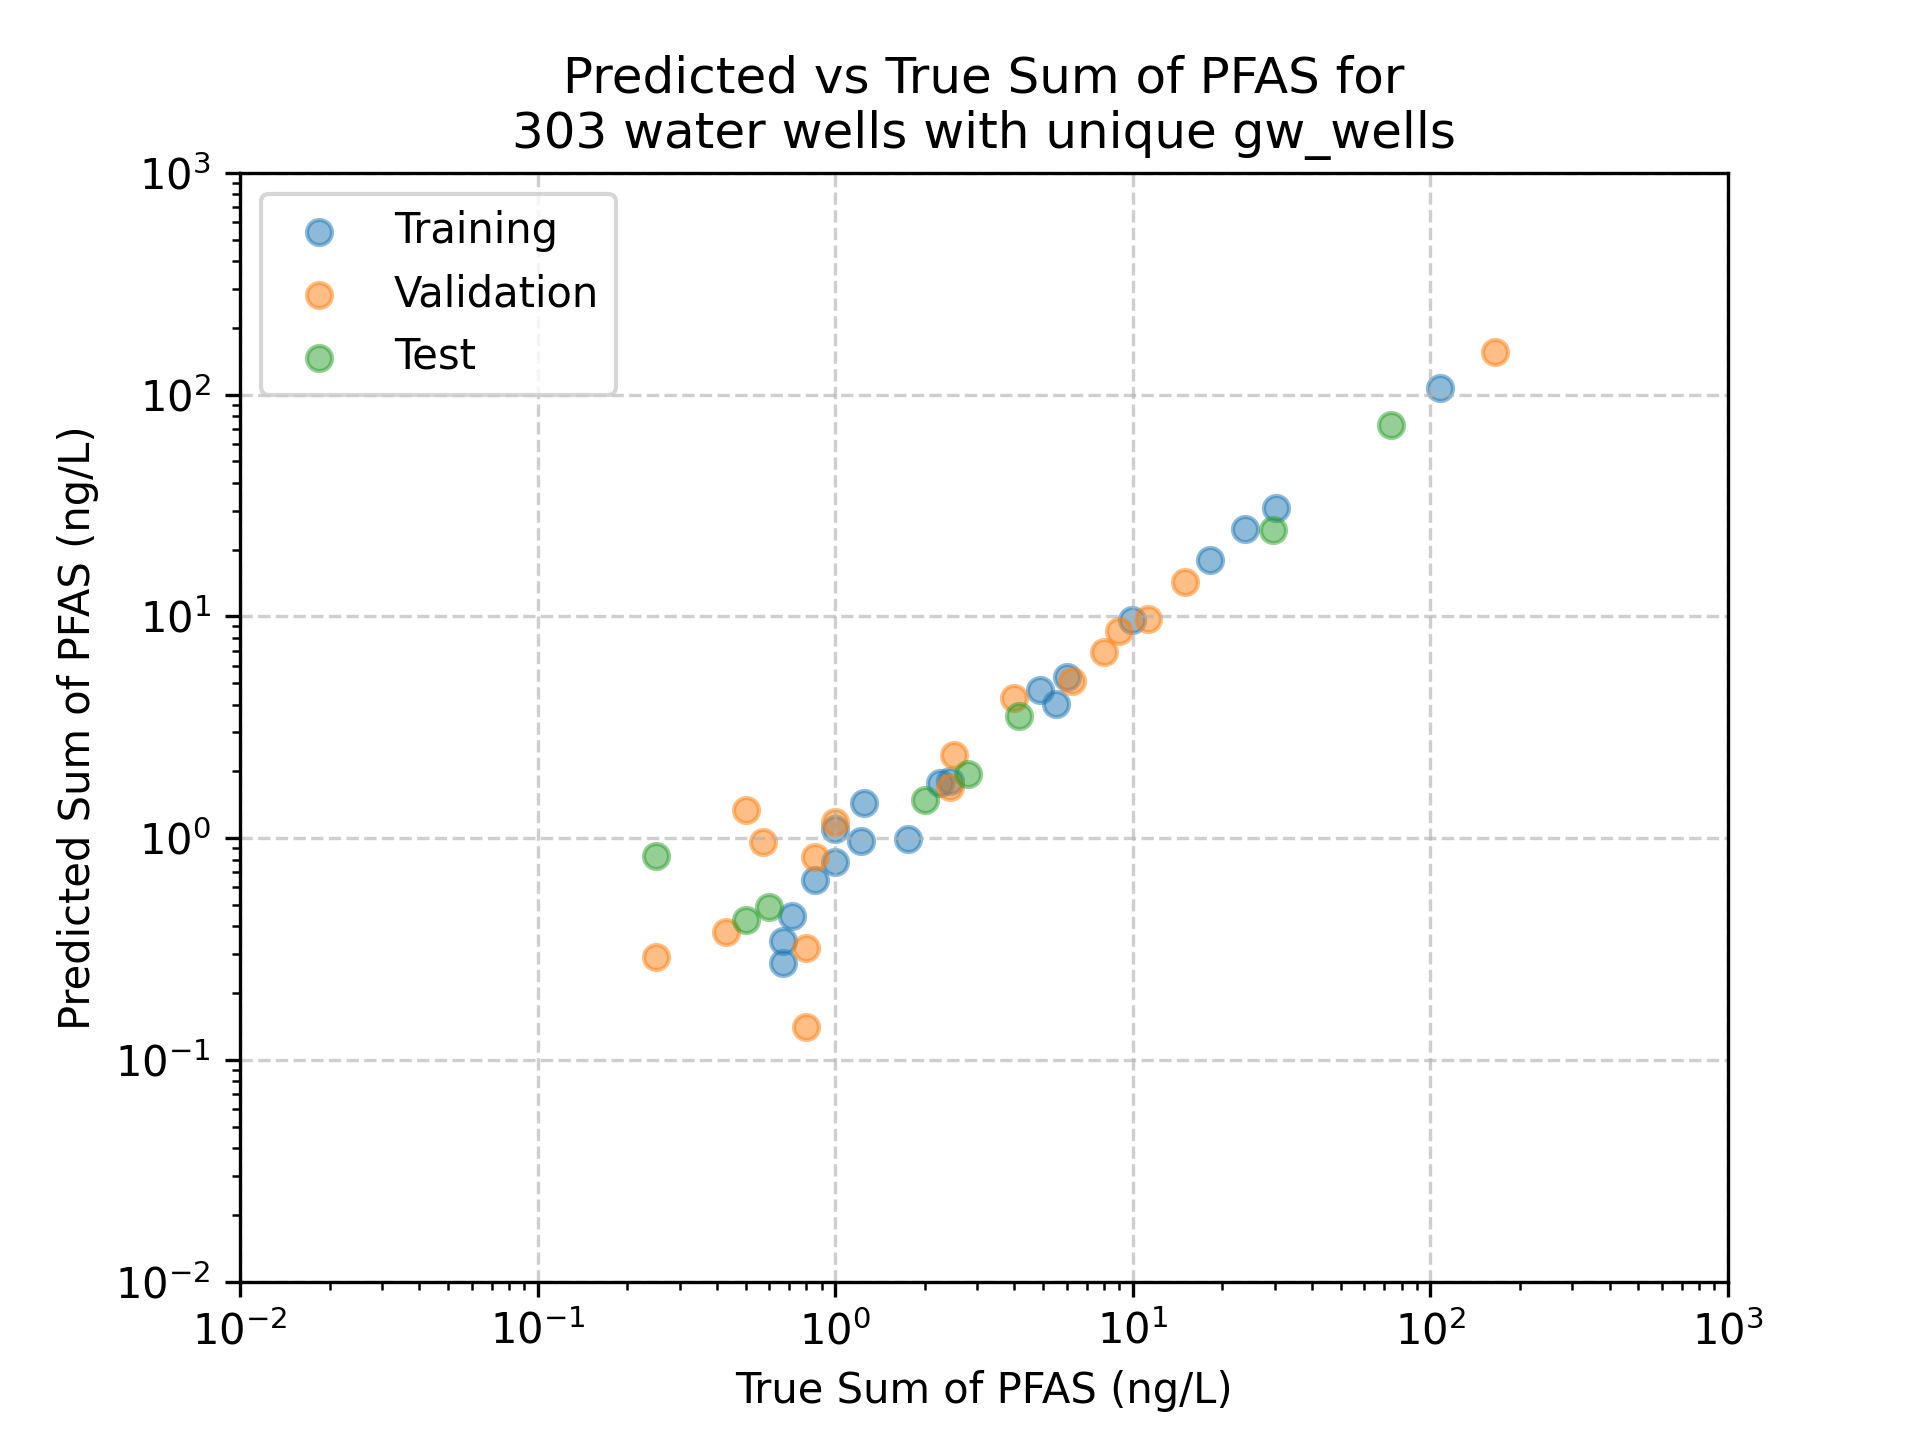 Predicted vs True Sum of PFAS for
303 water wells with unique gw_wells
10³
Training
Validation
Test
10²
10¹
10⁰
10⁻¹
10⁻²
Predicted Sum of PFAS (ng/L)
10⁻² 10⁻¹ 10⁰ 10¹ 10² 10³
True Sum of PFAS (ng/L)